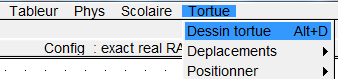 Tableur Phys Scolaire Tortue
Dessin tortue Alt+D
Config : exact real RA
Deplacements
Positionner